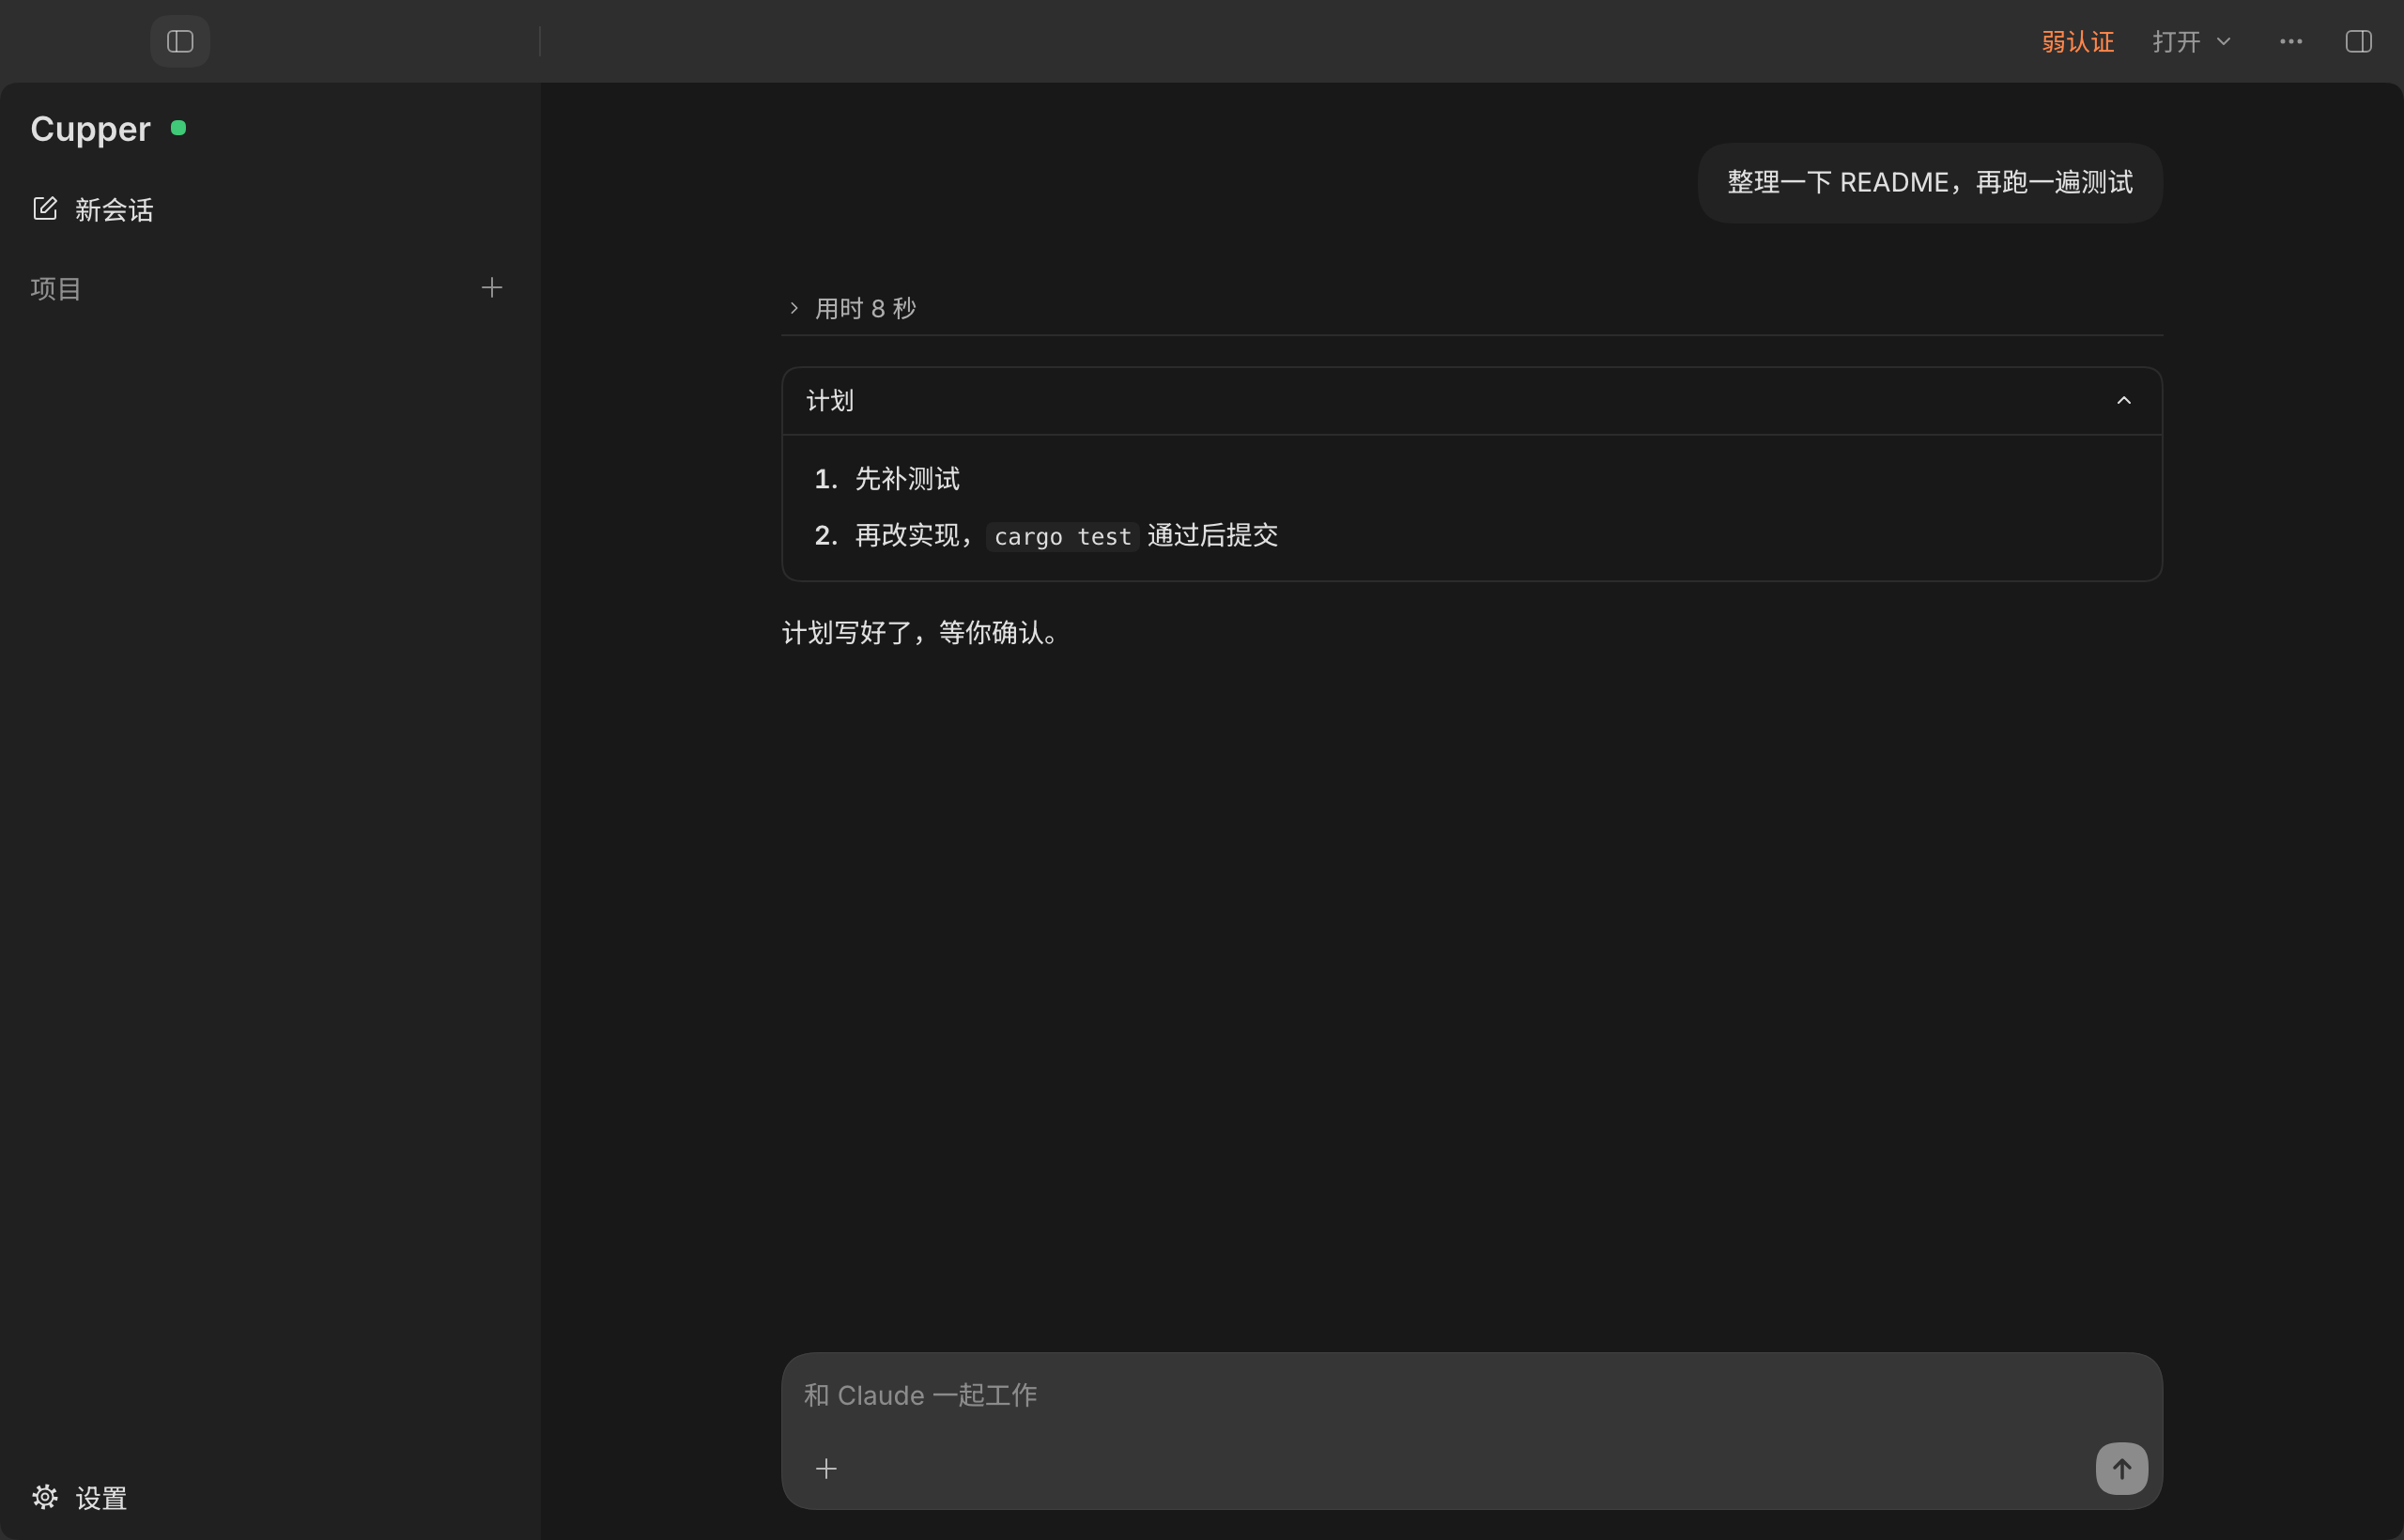 弱认证
打开
Cupper
新会话
项目
整理一下 README，再跑一遍测试
用时 8 秒
计划
1. 先补测试
2. 再改实现，cargo test 通过后提交
计划写好了，等你确认。
和 Claude 一起工作
设置